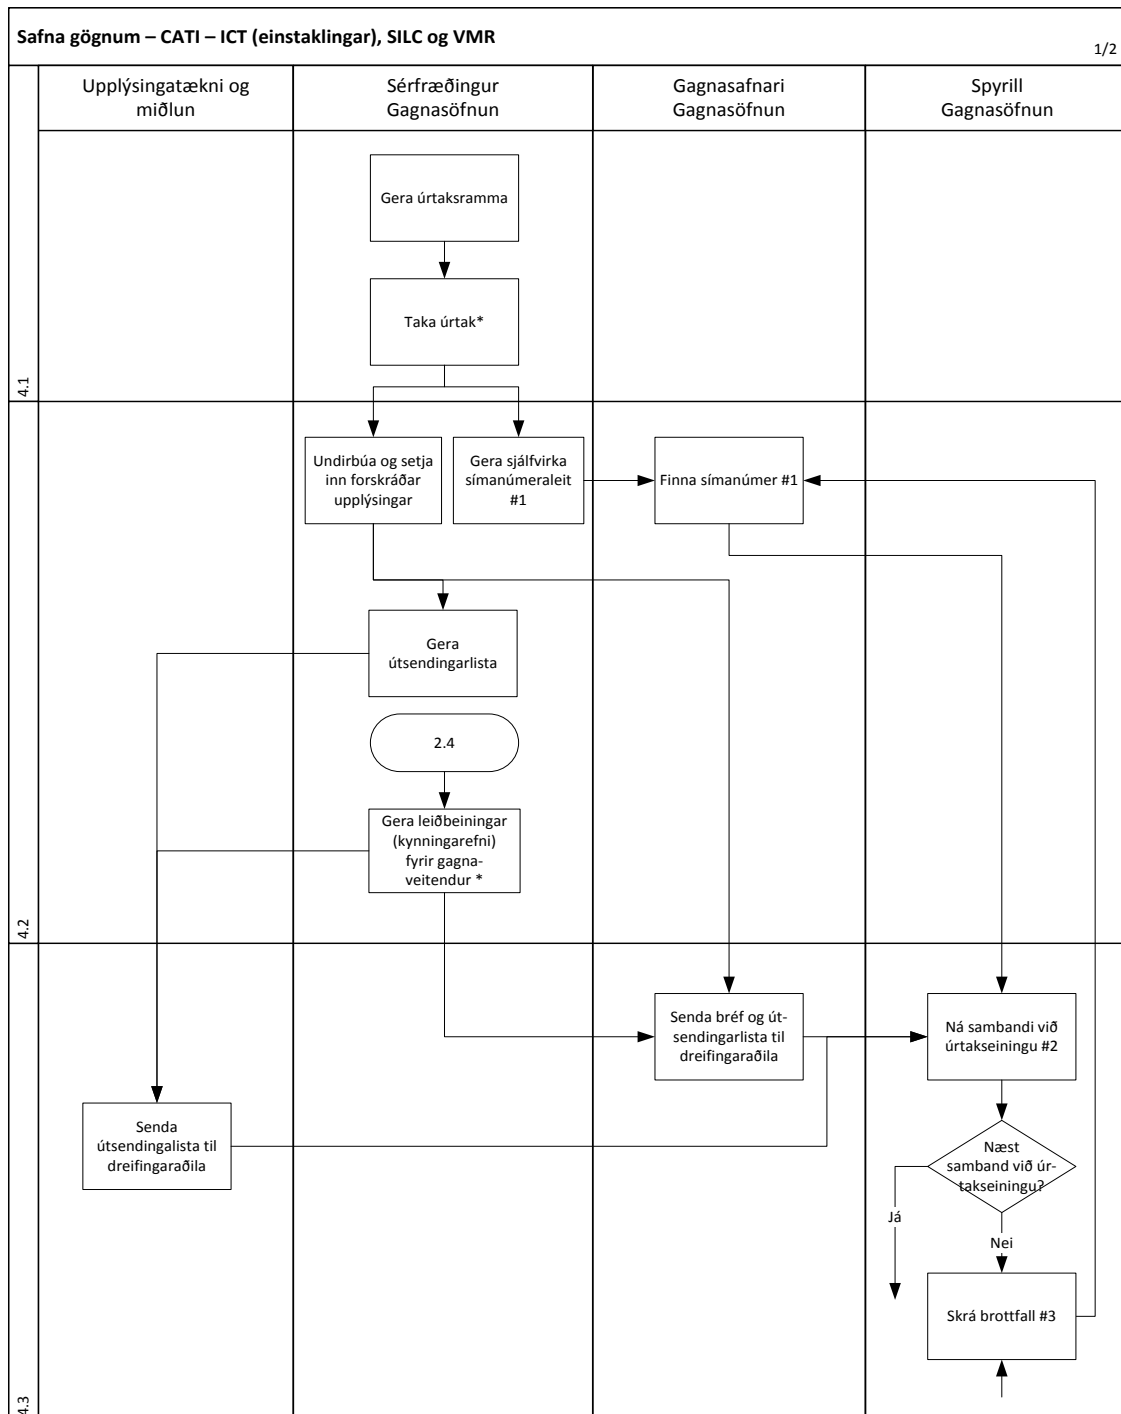 Safna gögnum – CATI – ICT (einstaklingar), SILC og VMR
1/2
Upplýsingatækni og
miðlun
Sérfræðingur
Gagnasöfnun
Gagnasafnari
Gagnasöfnun
Spyrill
Gagnasöfnun
4.1
Gera úrtaksramma
Taka úrtak*
4.2
Undirbúa og setja
inn forskráðar
upplýsingar
Gera sjálfvirka
símanúmeraleit
#1
Finna símanúmer #1
Gera
útsendingarlista
2.4
Gera leiðbeiningar
(kynningarefni)
fyrir gagna-
veitendur *
4.3
Senda bréf og út-
sendingarlista til
dreifingaraðila
Ná sambandi við
úrtakseiningu #2
Senda
útsendingalista til
dreifingaraðila
Næst
samband við úr-
takseiningu?
Já
Nei
Skrá brottfall #3